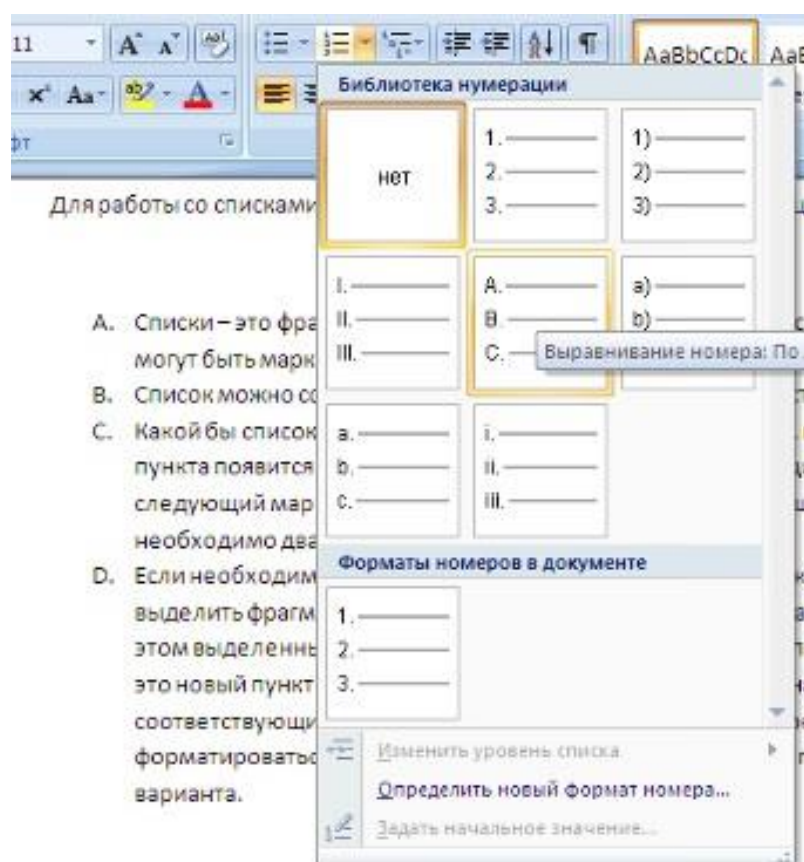 11
A A
x² Aa A
AaBbCcDc Aa
Библиотека нумерации
нет
1.
2.
3.
1)
2)
3)
I.
II.
III.
A.
B.
C.
a)
b)
Выравнивание номера: По
a.
b.
c.
i.
ii.
iii.
Форматы номеров в документе
1.
2.
3.
Изменить уровень списка
Определить новый формат номера...
Задать начальное значение...
Для работы со списками
A. Списки – это фра
могут быть марк
B. Список можно со
C. Какой бы список
пункта появится
следующий мар
необходимо два
D. Если необходим
выделить фрагм
этом выделенны
это новый пункт
соответствующи
форматироватьс
варианта.